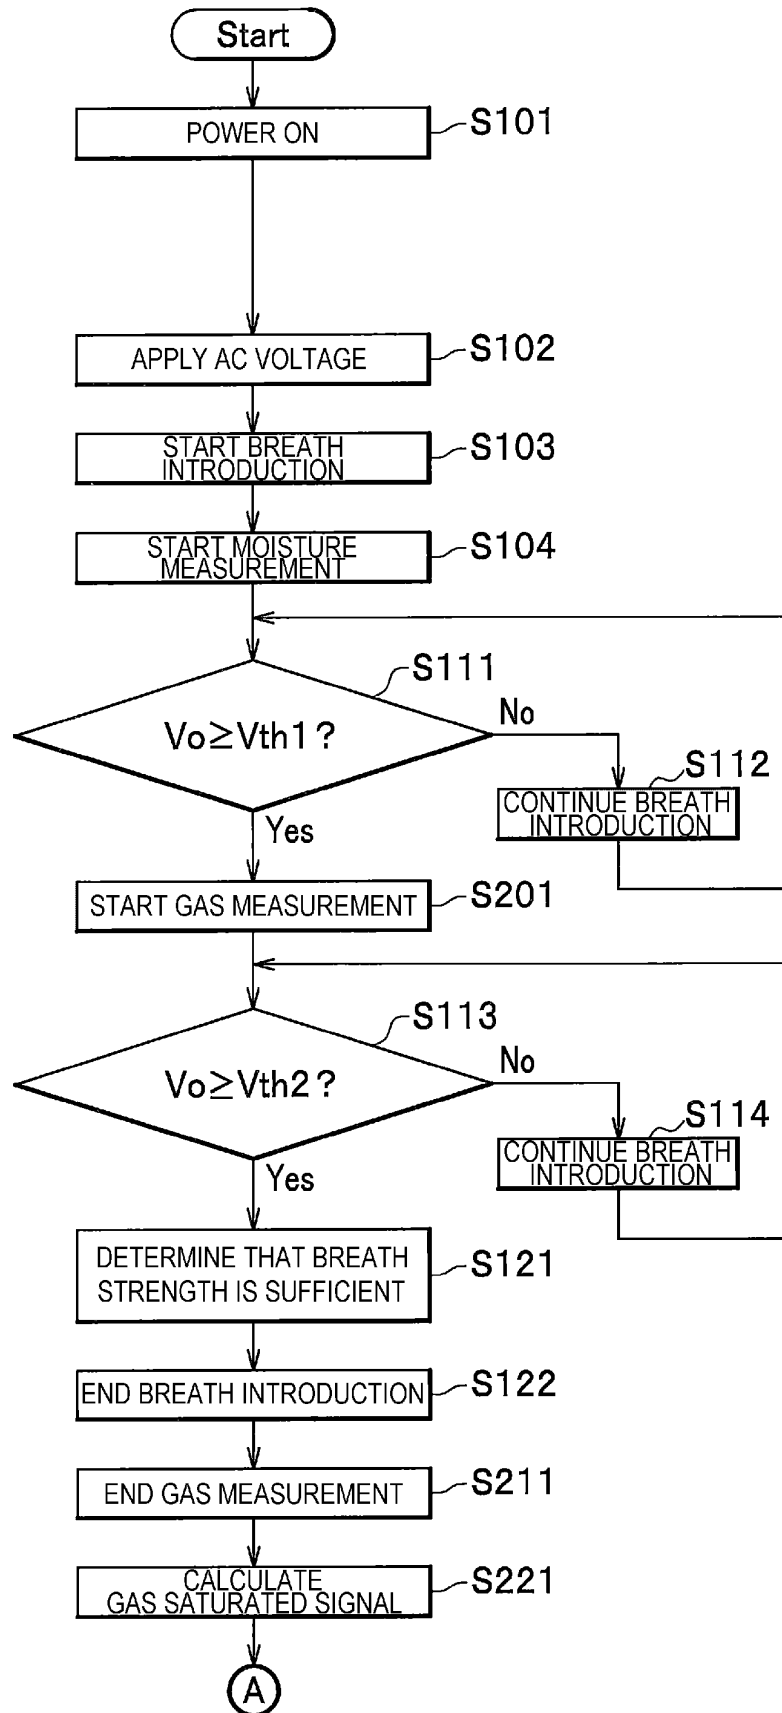 Start
POWER ON
S101
APPLY AC VOLTAGE
S102
START BREATH
INTRODUCTION
S103
START MOISTURE
MEASUREMENT
S104
S111
Vo≧Vth1?
No
S112
CONTINUE BREATH
INTRODUCTION
Yes
START GAS MEASUREMENT
S201
S113
Vo≧Vth2?
No
S114
CONTINUE BREATH
INTRODUCTION
Yes
DETERMINE THAT BREATH
STRENGTH IS SUFFICIENT
S121
END BREATH INTRODUCTION
S122
END GAS MEASUREMENT
S211
CALCULATE
GAS SATURATED SIGNAL
S221
A